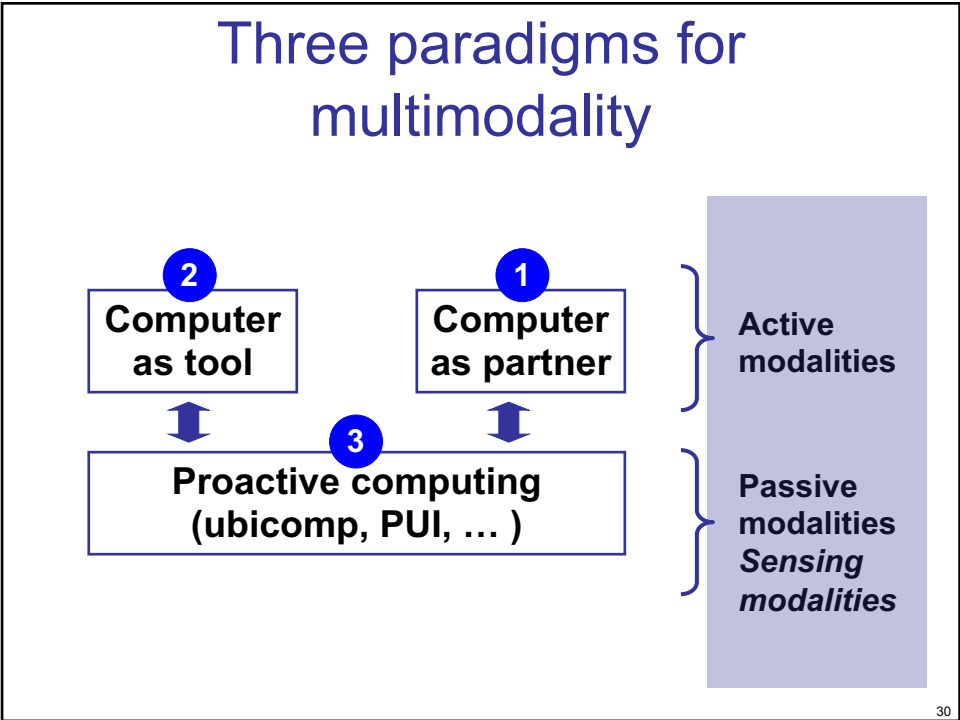 Three paradigms for
multimodality
2
Computer
as tool
1
Computer
as partner
Active
modalities
3
Proactive computing
(ubicomp, PUI, … )
Passive
modalities
Sensing
modalities
30